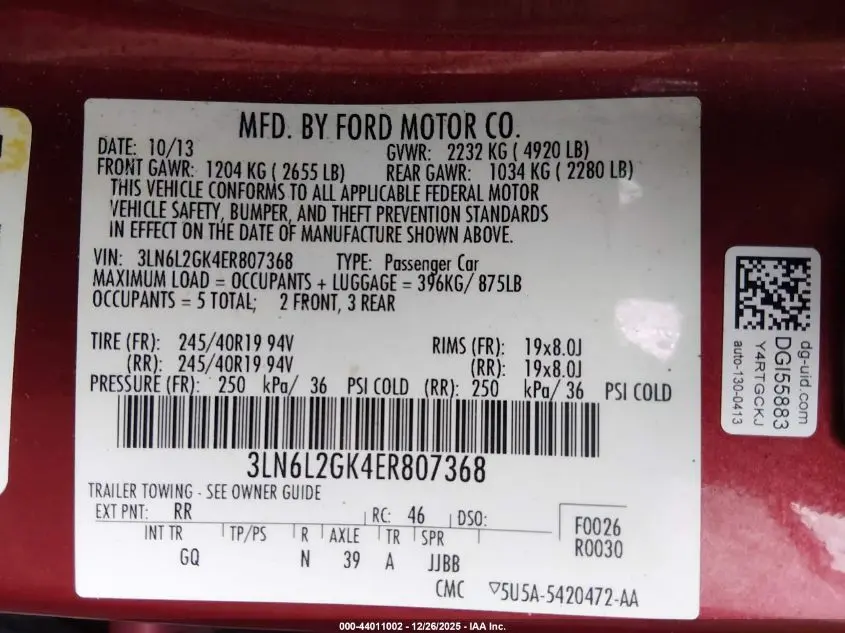 MFD. BY FORD MOTOR CO.
DATE: 10/13 GVWR: 2232 KG ( 4920 LB)
FRONT GAWR: 1204 KG ( 2655 LB) REAR GAWR: 1034 KG ( 2280 LB)
THIS VEHICLE CONFORMS TO ALL APPLICABLE FEDERAL MOTOR
VEHICLE SAFETY, BUMPER, AND THEFT PREVENTION STANDARDS
IN EFFECT ON THE DATE OF MANUFACTURE SHOWN ABOVE.
VIN: 3LN6L2GK4ER807368 TYPE: Passenger Car
MAXIMUM LOAD = OCCUPANTS + LUGGAGE = 396KG/ 875LB
OCCUPANTS = 5 TOTAL; 2 FRONT, 3 REAR
TIRE (FR): 245/40R19 94V RIMS (FR): 19x8.0J
(RR): 245/40R19 94V (RR): 19x8.0J
PRESSURE (FR): 250 kPa/ 36 PSI COLD (RR): 250 kPa/ 36 PSI COLD
3LN6L2GK4ER807368
TRAILER TOWING - SEE OWNER GUIDE
EXT PNT: RR RC: 46 DSO:
INT TR TP/PS R AXLE TR SPR
GQ N 39 A JJBB
F0026
R0030
CMC 5U5A-5420472-AA
dg-uid.com
DGI55883
Y4RTGCKJ
auto-130-0413
000-44011002 - 12/26/2025 - IAA Inc.